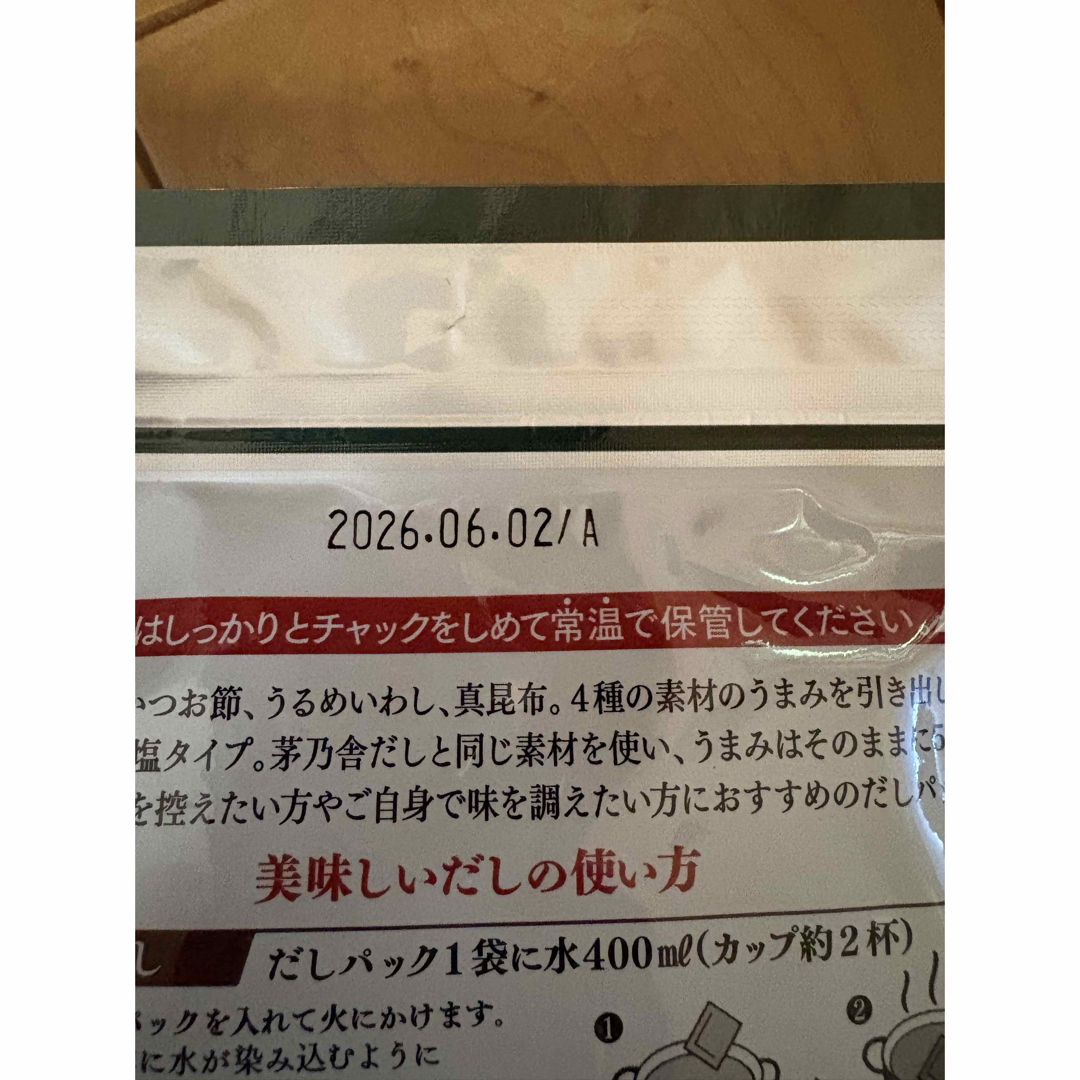 2026.06.02/A
はしっかりとチャックをしめて常温で保管してください
つお節、うるめいわし、真昆布。4種の素材のうまみを引き出し
塩タイプ。茅乃舎だしと同じ素材を使い、うまみはそのままに5
を控えたい方やご自身で味を調えたい方におすすめのだしパ
美味しいだしの使い方
し
だしパック1袋に水400㎖(カップ約2杯)
ックを入れて火にかけます。
に水が染み込むように
❶
❷